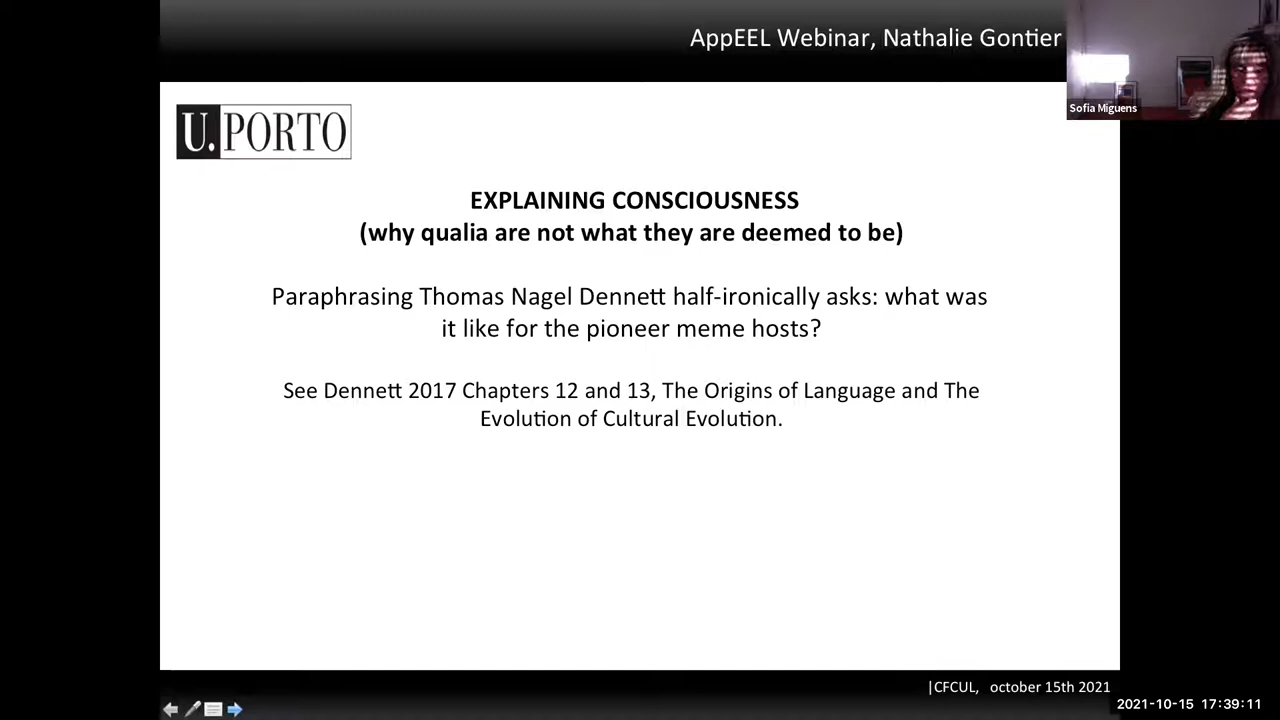 AppEEL Webinar, Nathalie Gontier
Sofia Miguens
U. PORTO
EXPLAINING CONSCIOUSNESS
(why qualia are not what they are deemed to be)
Paraphrasing Thomas Nagel Dennett half-ironically asks: what was
it like for the pioneer meme hosts?
See Dennett 2017 Chapters 12 and 13, The Origins of Language and The
Evolution of Cultural Evolution.
|CFCUL, october 15th 2021
2021-10-15 17:39:11